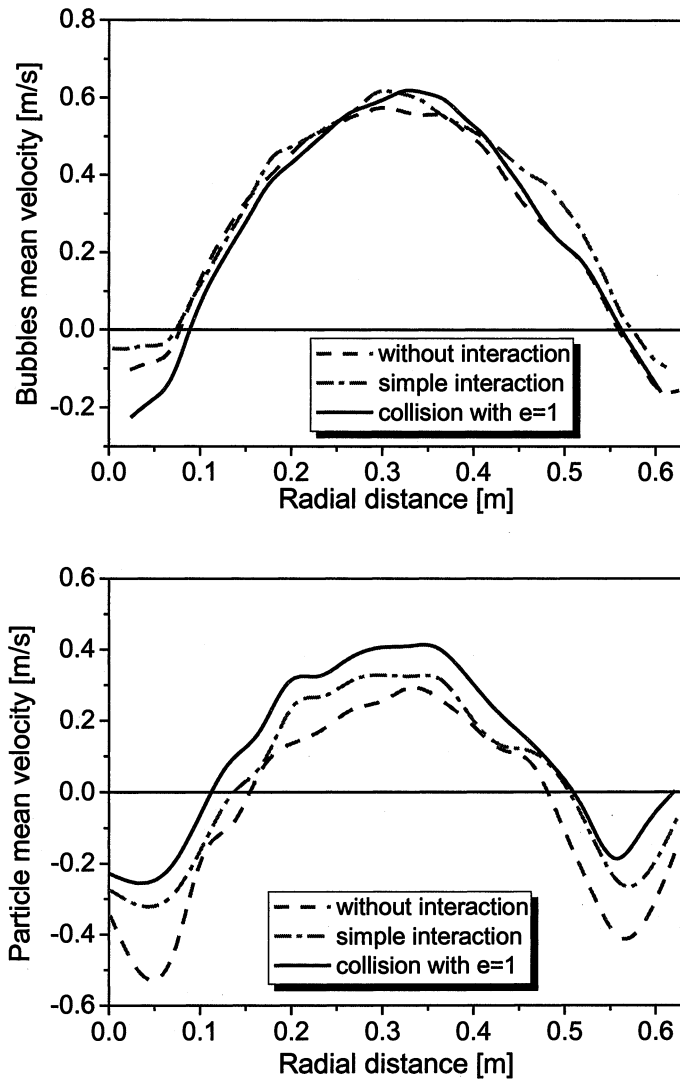 Bubbles mean velocity [m/s]
0.8
0.6
0.4
0.2
0.0
-0.2
without interaction
simple interaction
collision with e=1
0.0 0.1 0.2 0.3 0.4 0.5 0.6
Radial distance [m]
Particle mean velocity [m/s]
0.6
0.4
0.2
0.0
-0.2
-0.4
-0.6
without interaction
simple interaction
collision with e=1
0.0 0.1 0.2 0.3 0.4 0.5 0.6
Radial distance [m]